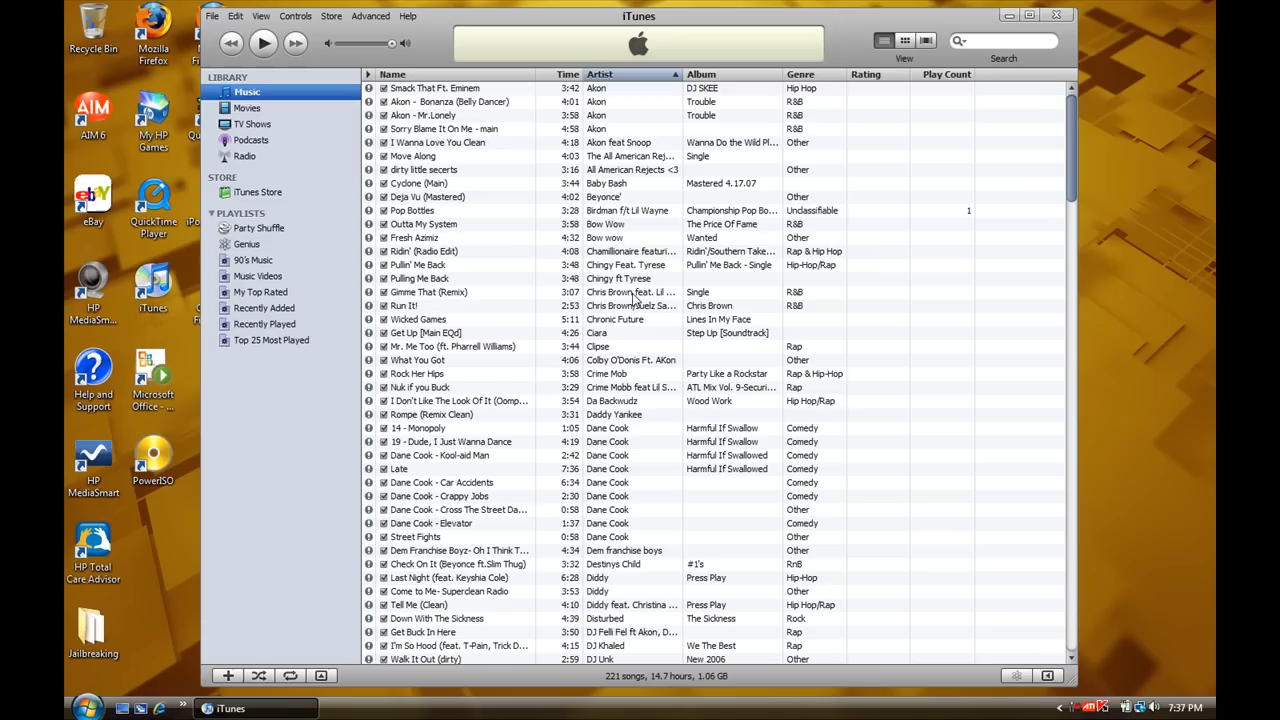 Recycle Bin
Mozilla Firefox
AIM 6
My HP Games
eBay
QuickTime Player
HP MediaSm...
iTunes
Help and Support
Microsoft Office - ...
HP MediaSmart
PowerISO
HP Total Care Advisor
Jailbreaking
File Edit View Controls Store Advanced Help
iTunes
View
Search
LIBRARY
Music
Movies
TV Shows
Podcasts
Radio
STORE
iTunes Store
PLAYLISTS
Party Shuffle
Genius
90's Music
Music Videos
My Top Rated
Recently Added
Recently Played
Top 25 Most Played
Name Time Artist Album Genre Rating Play Count
Smack That Ft. Eminem 3:42 Akon DJ SKEE Hip Hop
Akon - Bonanza (Belly Dancer) 4:01 Akon Trouble R&B
Akon - Mr.Lonely 3:58 Akon Trouble R&B
Sorry Blame It On Me - main 4:58 Akon R&B
I Wanna Love You Clean 4:18 Akon feat Snoop Wanna Do the Wild Pl... Other
Move Along 4:03 The All American Rej... Single
dirty little secerts 3:16 All American Rejects <3 Other
Cyclone (Main) 3:44 Baby Bash Mastered 4.17.07
Deja Vu (Mastered) 4:02 Beyonce' Other
Pop Bottles 3:28 Birdman f/t Lil Wayne Championship Pop Bo... Unclassifiable 1
Outta My System 3:58 Bow Wow The Price Of Fame R&B
Fresh Azimiz 4:32 Bow wow Wanted Other
Ridin' (Radio Edit) 4:08 Chamillionaire featuri... Ridin'/Southern Take... Rap & Hip Hop
Pullin' Me Back 3:48 Chingy Feat. Tyrese Pullin' Me Back - Single Hip-Hop/Rap
Pulling Me Back 3:48 Chingy ft Tyrese
Gimme That (Remix) 3:07 Chris Brown feat. Lil ... Single R&B
Run It! 2:53 Chris Brown/Juelz Sa... Chris Brown R&B
Wicked Games 5:11 Chronic Future Lines In My Face
Get Up [Main EQd] 4:26 Ciara Step Up [Soundtrack]
Mr. Me Too (ft. Pharrell Williams) 3:44 Clipse Rap
What You Got 4:06 Colby O'Donis Ft. AKon Other
Rock Her Hips 3:58 Crime Mob Party Like a Rockstar Rap & Hip-Hop
Nuk if you Buck 3:29 Crime Mobb feat Lil S... ATL Mix Vol. 9-Securi... Rap
I Don't Like The Look Of It (Oomp... 3:54 Da Backwudz Wood Work Hip Hop/Rap
Rompe (Remix Clean) 3:31 Daddy Yankee
14 - Monopoly 1:05 Dane Cook Harmful If Swallow Comedy
19 - Dude, I Just Wanna Dance 4:19 Dane Cook Harmful If Swallow Comedy
Dane Cook - Kool-aid Man 2:42 Dane Cook Harmful If Swallowed Comedy
Late 7:36 Dane Cook Harmful If Swallowed Comedy
Dane Cook - Car Accidents 6:34 Dane Cook Comedy
Dane Cook - Crappy Jobs 2:30 Dane Cook Comedy
Dane Cook - Cross The Street Da... 0:58 Dane Cook Other
Dane Cook - Elevator 1:37 Dane Cook Comedy
Street Fights 0:58 Dane Cook Other
Dem Franchise Boyz- Oh I Think T... 4:34 Dem franchise boys Other
Check On It (Beyonce ft.Slim Thug) 3:32 Destinys Child #1's RnB
Last Night (feat. Keyshia Cole) 6:28 Diddy Press Play Hip-Hop
Come to Me- Superclean Radio 3:53 Diddy Other
Tell Me (Clean) 4:10 Diddy feat. Christina ... Press Play Hip Hop/Rap
Down With The Sickness 4:39 Disturbed The Sickness Rock
Get Buck In Here 3:50 DJ Felli Fel ft Akon, D... Rap
I'm So Hood (feat. T-Pain, Trick D... 4:15 DJ Khaled We The Best Rap
Walk It Out (dirty) 2:59 DJ Unk New 2006 Other
221 songs, 14.7 hours, 1.06 GB
iTunes
7:37 PM